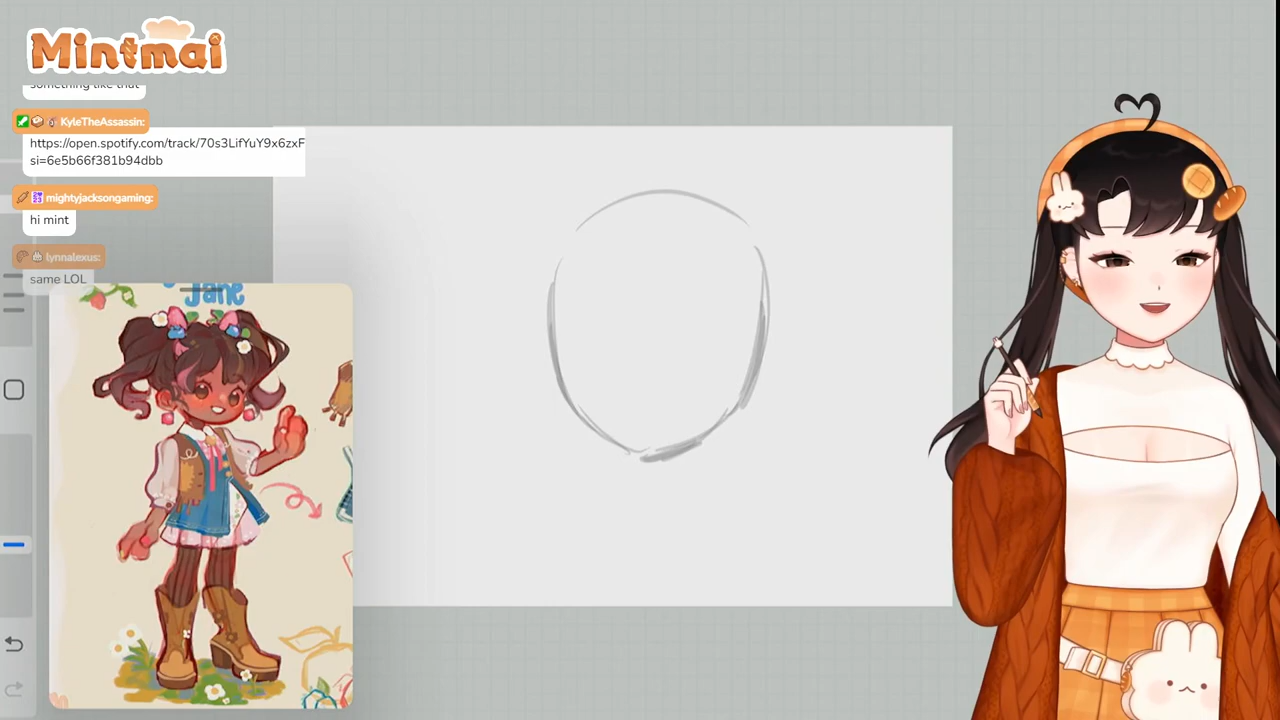 Mintmai
something like that
KyleTheAssassin:
https://open.spotify.com/track/70s3LifYuY9x6zxF
si=6e5b66f381b94dbb
mightyjacksongaming:
hi mint
lynnalexus:
same LOL
Jane